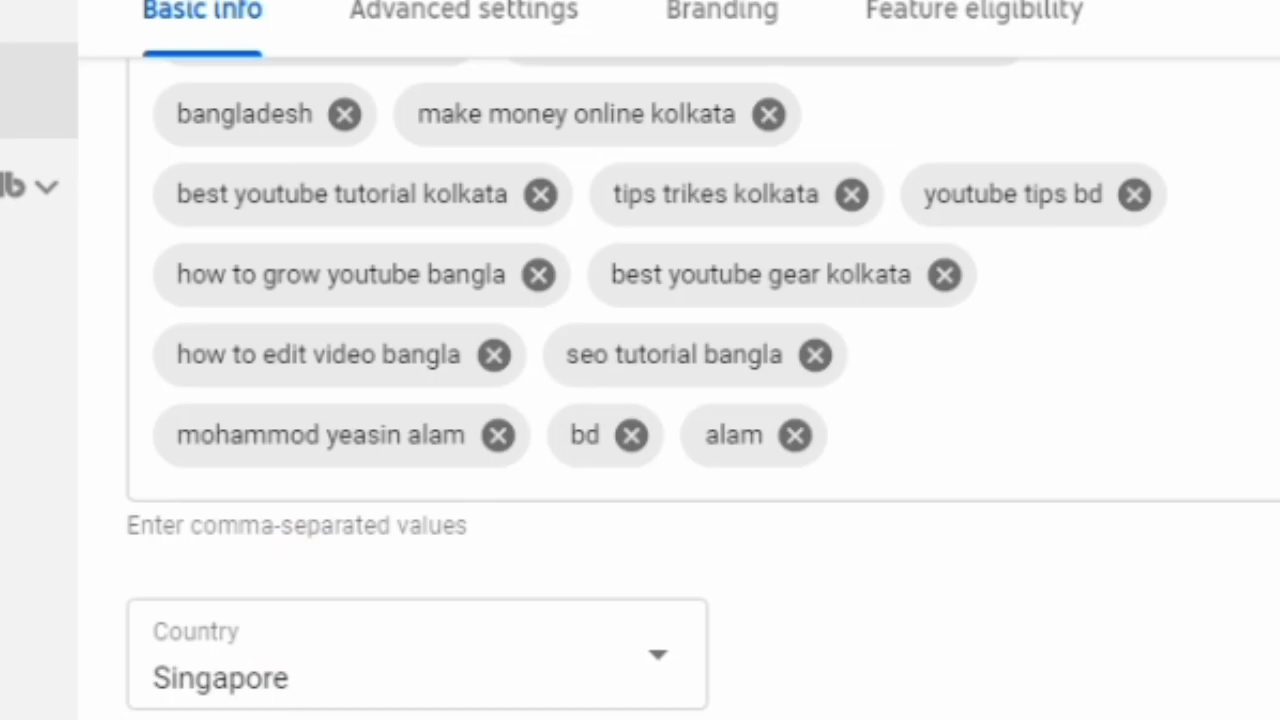 Basic info Advanced settings Branding Feature eligibility
bangladesh make money online kolkata
best youtube tutorial kolkata tips trikes kolkata youtube tips bd
how to grow youtube bangla best youtube gear kolkata
how to edit video bangla seo tutorial bangla
mohammod yeasin alam bd alam
Enter comma-separated values
Country
Singapore